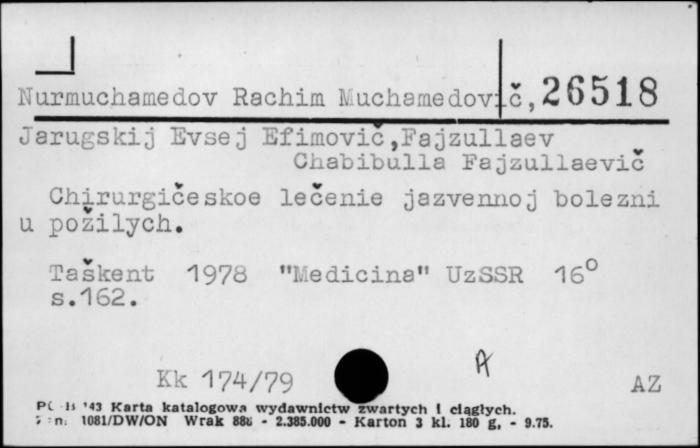 Nurmuchamedov Rachim Muchamedovič, 26518
Jarugskij Evsej Efimovič, Fajzullaev
Chabibulla Fajzullaevič
Chirurgičeskoe lečenie jazvennoj bolezni
u požilych.
Taškent 1978 "Medicina" UzSSR 16°
s.162.
Kk 174/79
A
AZ
Karta katalogowa wydawnictw zwartych i ciągłych.
1081/DW/ON Wrak - 2.385.000 - Karton 3 kl. 180 g, - 9.75.